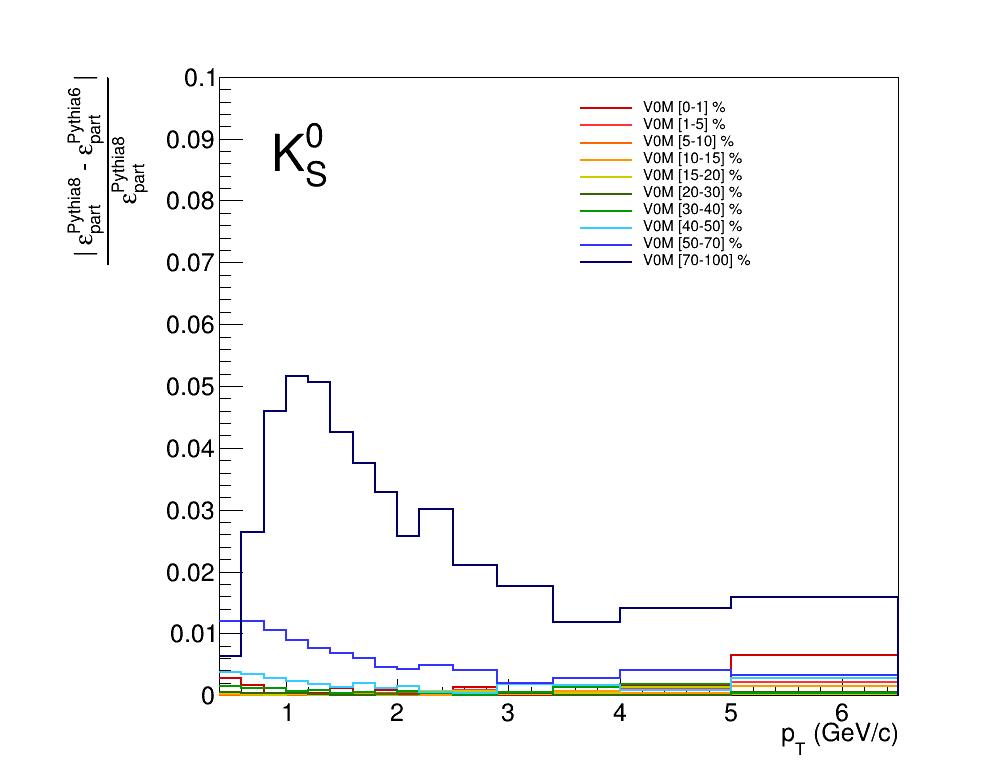 | ε_part^Pythia8 - ε_part^Pythia6 |
ε_part^Pythia8
K_S^0
V0M [0-1] %
V0M [1-5] %
V0M [5-10] %
V0M [10-15] %
V0M [15-20] %
V0M [20-30] %
V0M [30-40] %
V0M [40-50] %
V0M [50-70] %
V0M [70-100] %
0.1
0.09
0.08
0.07
0.06
0.05
0.04
0.03
0.02
0.01
0
1 2 3 4 5 6
p_T (GeV/c)